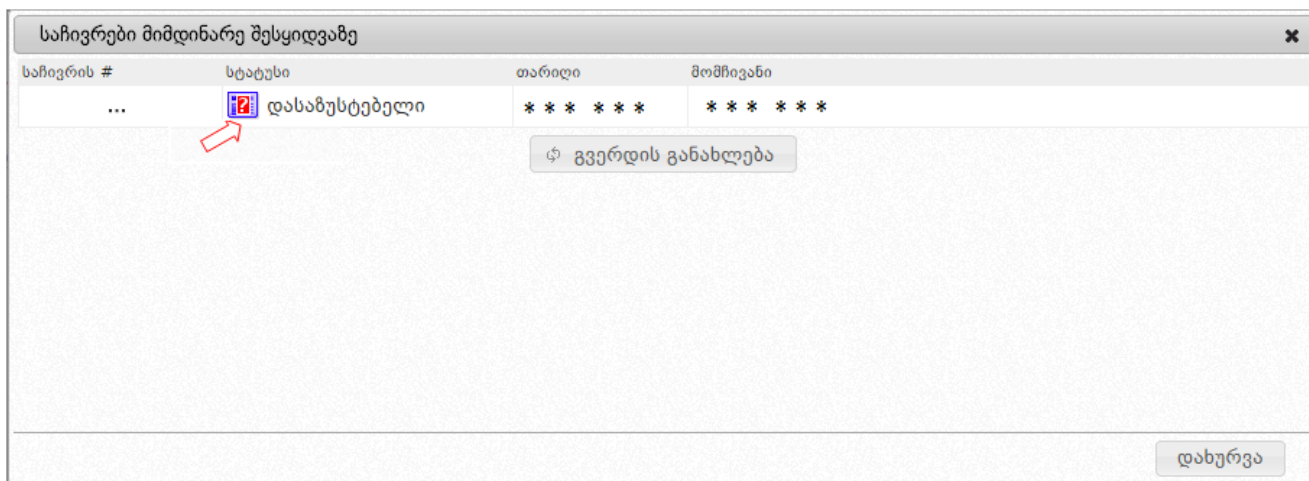 საჩივრები მიმდინარე შესყიდვაზე
საჩივრის # სტატუსი თარიღი მომჩივანი
... დასაზუსტებელი * * * * * * * * * * * *
გვერდის განახლება
დახურვა